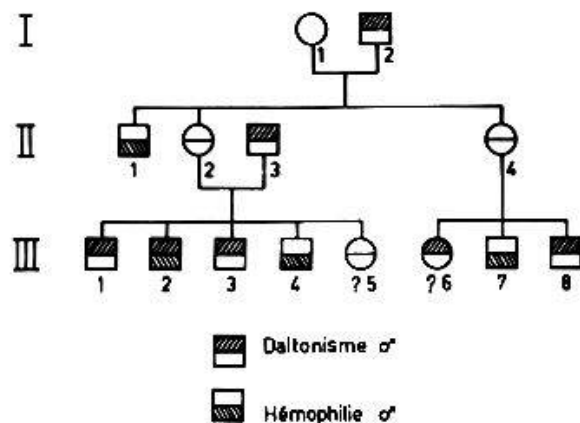 I
1 2
II
1 2 3 4
III
1 2 3 4 ? 5 ? 6 7 8
Daltonisme ♂
Hémophilie ♂